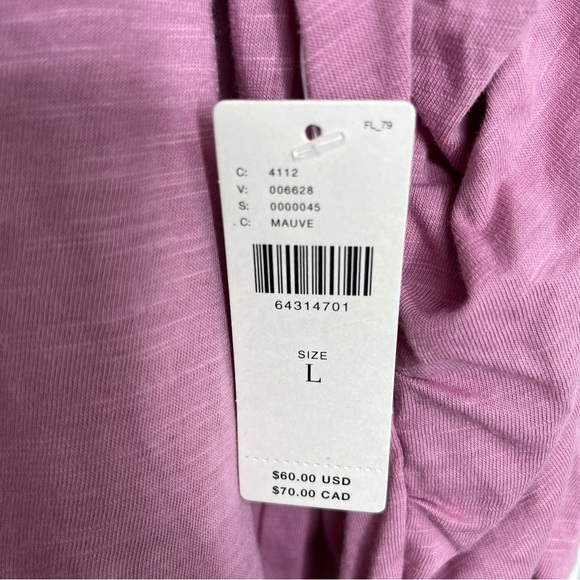 FL_79
C: 4112
V: 006628
S: 0000045
C: MAUVE
64314701
SIZE
L
$60.00 USD
$70.00 CAD